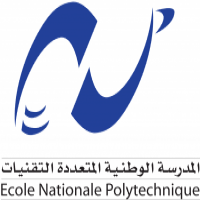 المدرسة الوطنية المتعددة التقنيات
Ecole Nationale Polytechnique